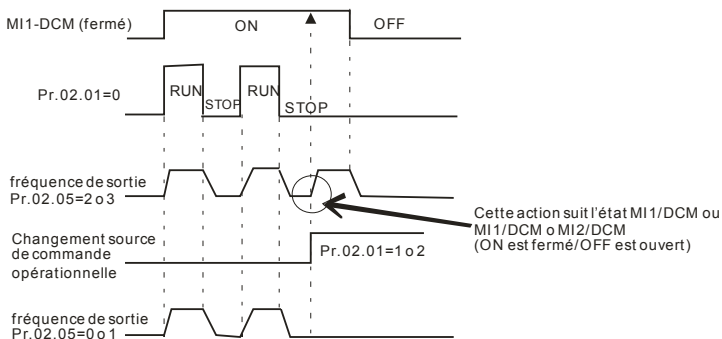 MI1-DCM (fermé)
ON
OFF
Pr.02.01=0
RUN
STOP
RUN
STOP
fréquence de sortie
Pr.02.05=2 o 3
Cette action suit l'état MI1/DCM ou
MI1/DCM o MI2/DCM
(ON est fermé/OFF est ouvert)
Changement source
de commande
opérationnelle
Pr.02.01=1 o 2
fréquence de sortie
Pr.02.05=0 o 1